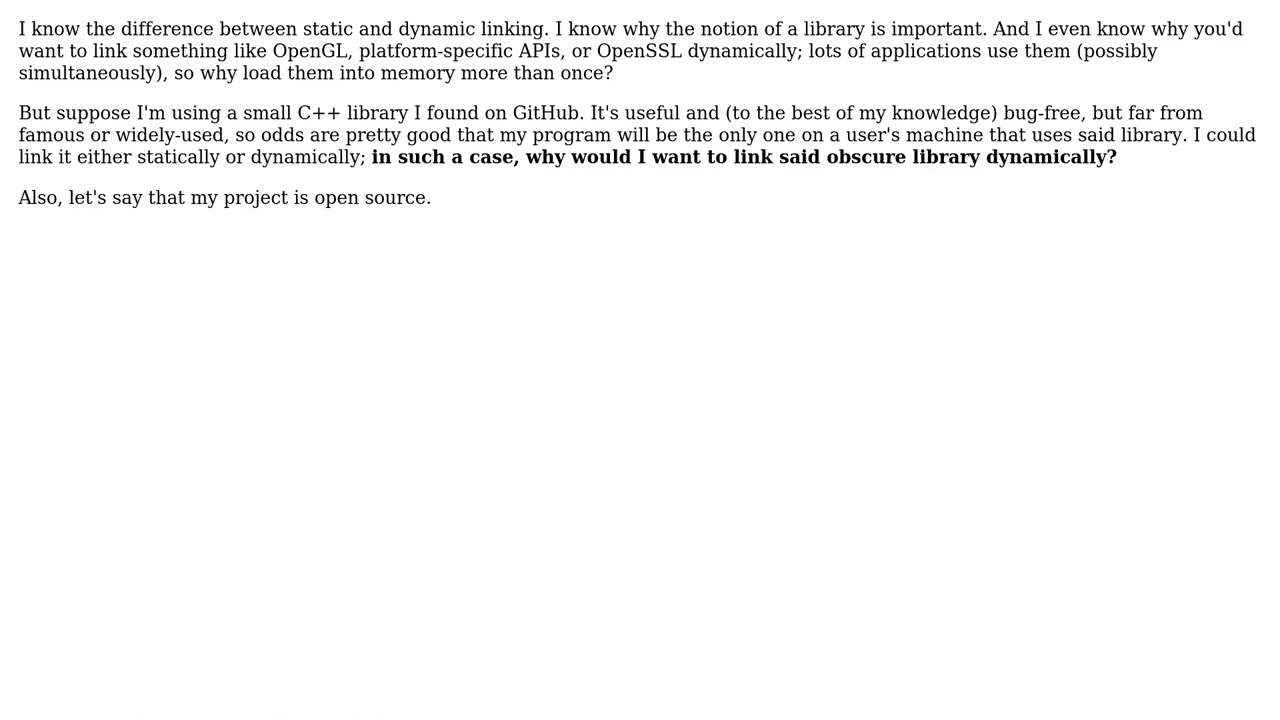 I know the difference between static and dynamic linking. I know why the notion of a library is important. And I even know why you'd
want to link something like OpenGL, platform-specific APIs, or OpenSSL dynamically; lots of applications use them (possibly
simultaneously), so why load them into memory more than once?
But suppose I'm using a small C++ library I found on GitHub. It's useful and (to the best of my knowledge) bug-free, but far from
famous or widely-used, so odds are pretty good that my program will be the only one on a user's machine that uses said library. I could
link it either statically or dynamically; in such a case, why would I want to link said obscure library dynamically?
Also, let's say that my project is open source.